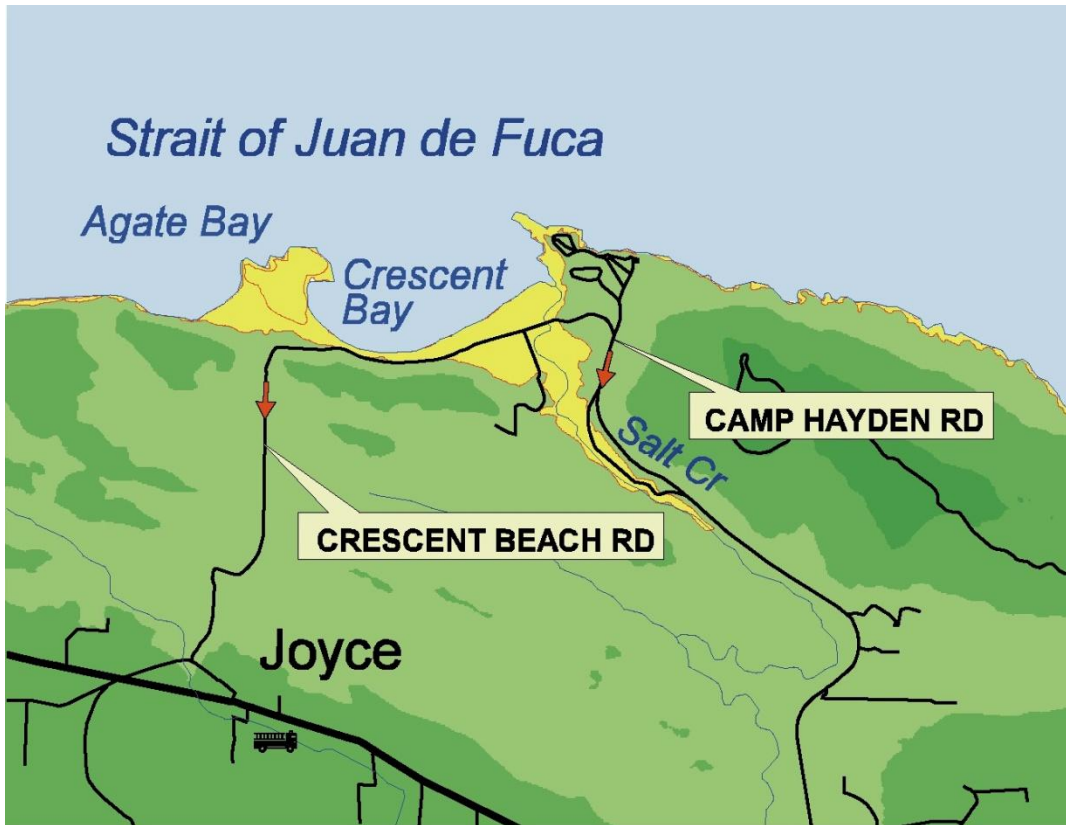 Strait of Juan de Fuca
Agate Bay
Crescent
Bay
CAMP HAYDEN RD
Salt Cr
CRESCENT BEACH RD
Joyce